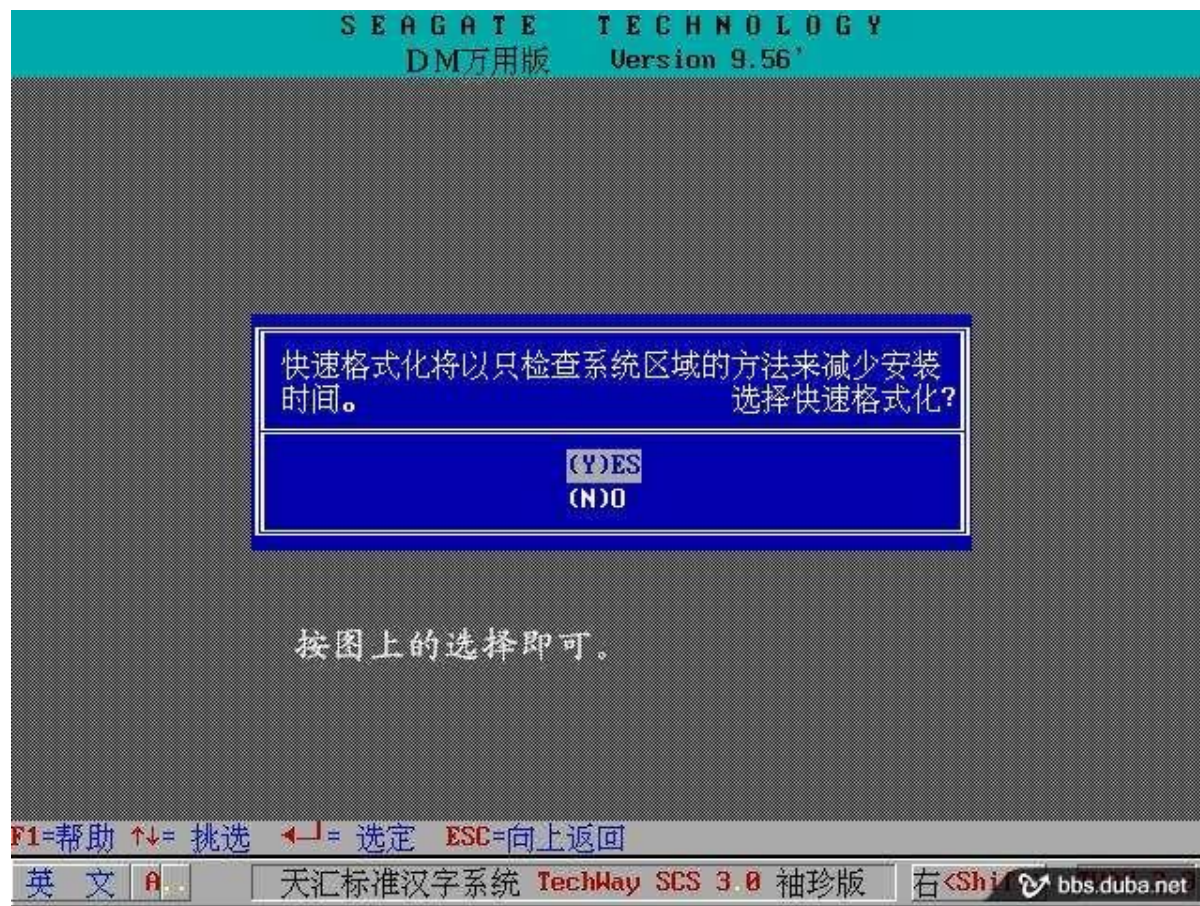 SEAGATE TECHNOLOGY
DM万用版 Version 9.56'
快速格式化将以只检查系统区域的方法来减少安装
时间。 选择快速格式化?
(Y)ES
(N)O
按图上的选择即可。
F1=帮助 ↑↓= 挑选 ◄─┘= 选定 ESC=向上返回
英 文 A.. 天汇标准汉字系统 TechWay SCS 3.0 袖珍版 右<Shi
bbs.duba.net